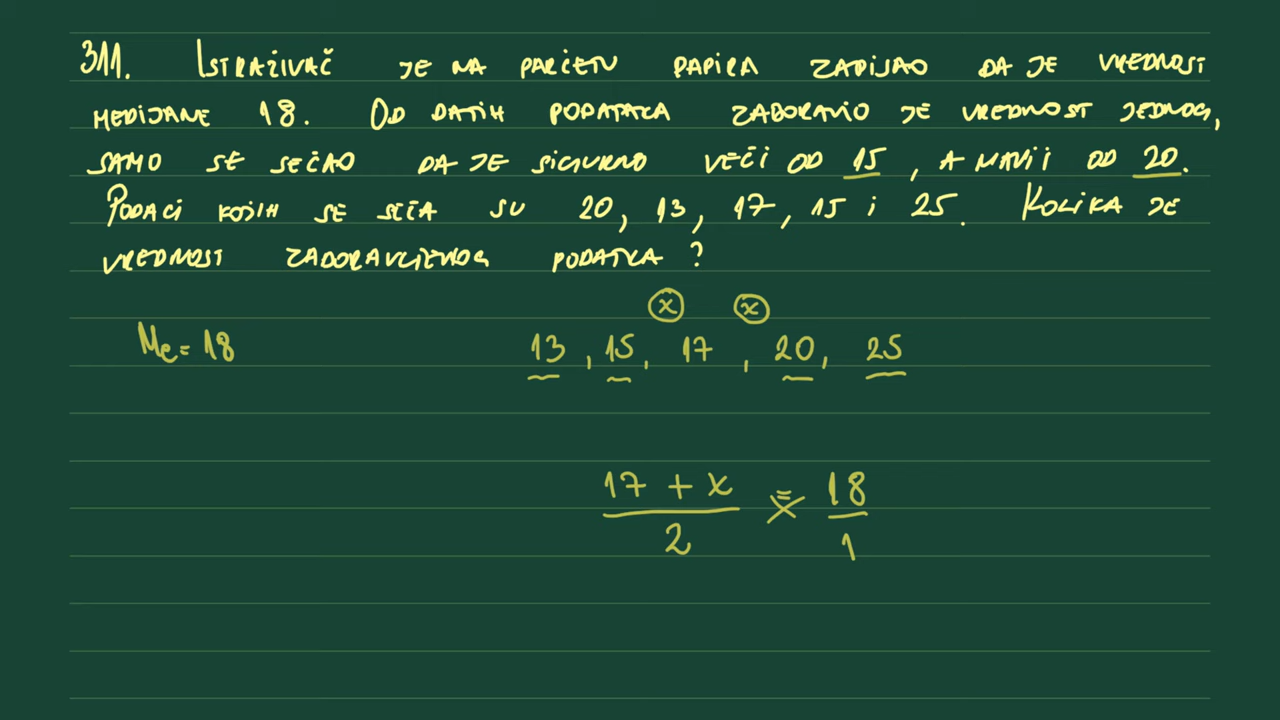 311. ISTRAŽIVAČ JE NA PARČETU PAPIRA ZAPISAO DA JE VREDNOST
MEDIJANE 18. OD DATIH PODATAKA ZABORAVIO JE VREDNOST JEDNOG,
SAMO SE SEĆAO DA JE SIGURNO VEĆI OD 15, A MANJI OD 20.
PODACI KOJIH SE SEĆA SU 20, 13, 17, 15 i 25. KOLIKA JE
VREDNOST ZABORAVLJENOG PODATKA?
x x
Me = 18 13, 15, 17, 20, 25
17 + x = 18
2 1